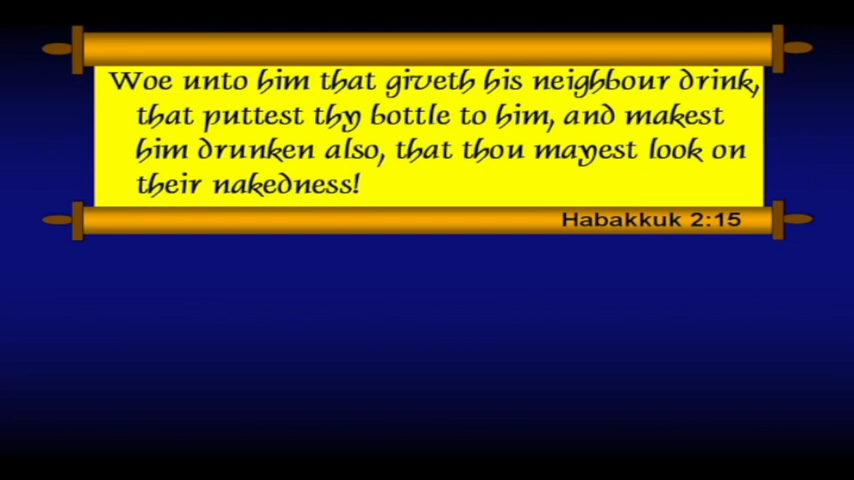 Woe unto him that giveth his neighbour drink,
that puttest thy bottle to him, and makest
him drunken also, that thou mayest look on
their nakedness!
Habakkuk 2:15